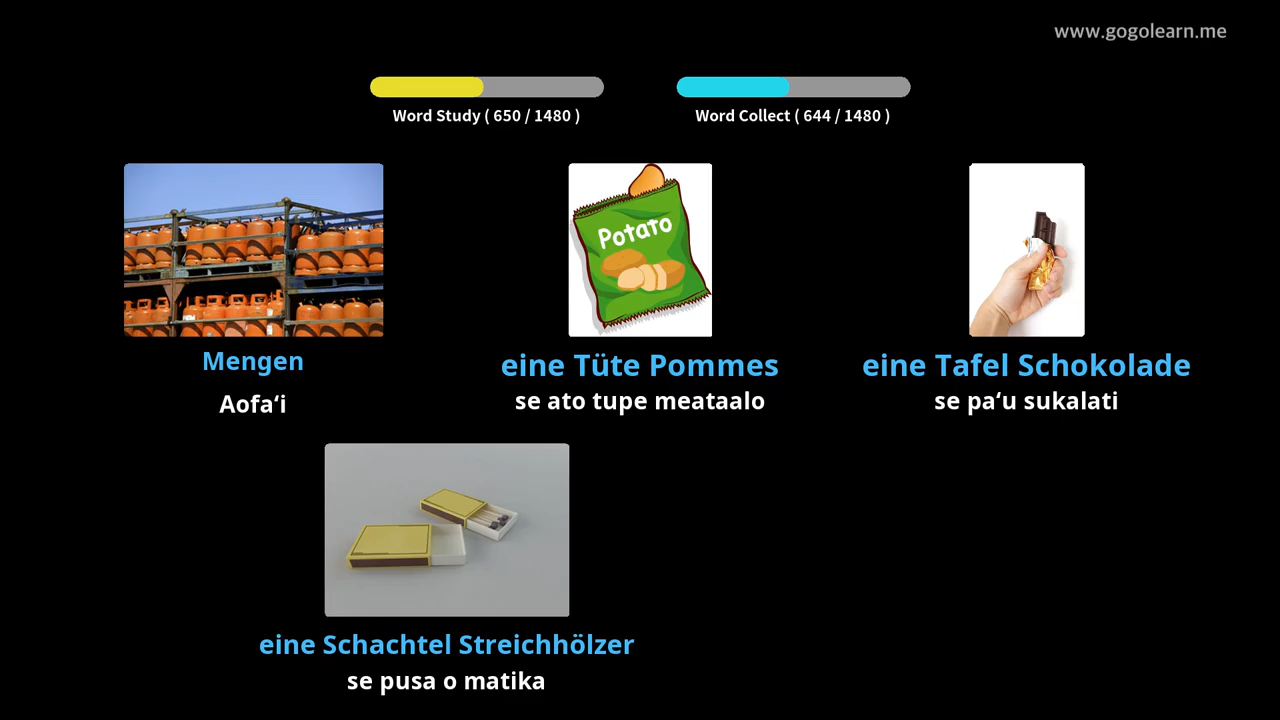 www.gogolearn.me
Word Study ( 650 / 1480 )
Word Collect ( 644 / 1480 )
Potato
Mengen
Aofaʻi
eine Tüte Pommes
se ato tupe meataalo
eine Tafel Schokolade
se paʻu sukalati
eine Schachtel Streichhölzer
se pusa o matika